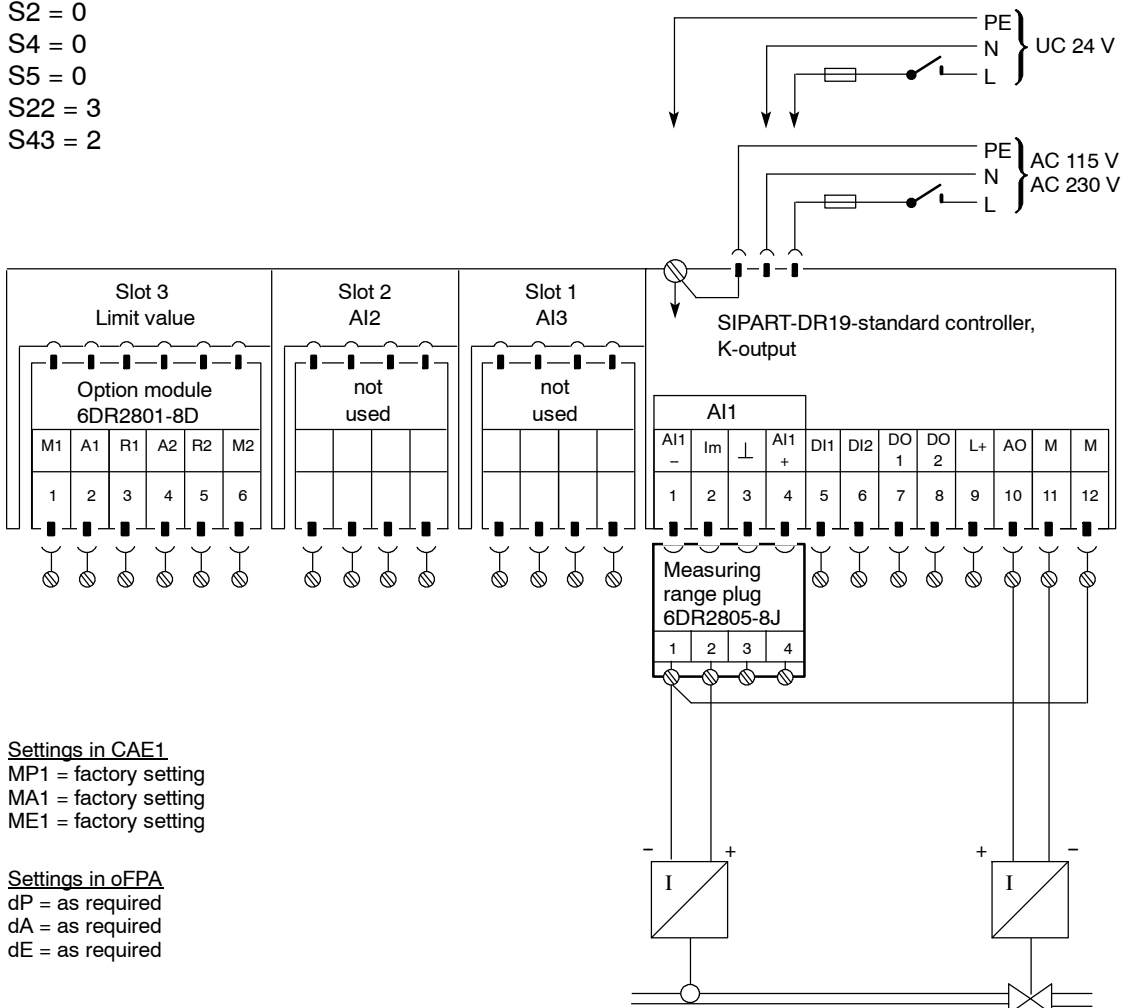 S2 = 0
S4 = 0
S5 = 0
S22 = 3
S43 = 2
PE
N
L
UC 24 V
PE
N
L
AC 115 V
AC 230 V
Slot 3
Limit value
Slot 2
AI2
Slot 1
AI3
SIPART-DR19-standard controller,
K-output
Option module
6DR2801-8D
not
used
not
used
AI1
M1 A1 R1 A2 R2 M2
AI1 - Im ⊥ AI1 + DI1 DI2 DO 1 DO 2 L+ AO M M
1 2 3 4 5 6
1 2 3 4 5 6 7 8 9 10 11 12
Measuring
range plug
6DR2805-8J
1 2 3 4
Settings in CAE1
MP1 = factory setting
MA1 = factory setting
ME1 = factory setting
Settings in oFPA
dP = as required
dA = as required
dE = as required
− +
I
+ −
I